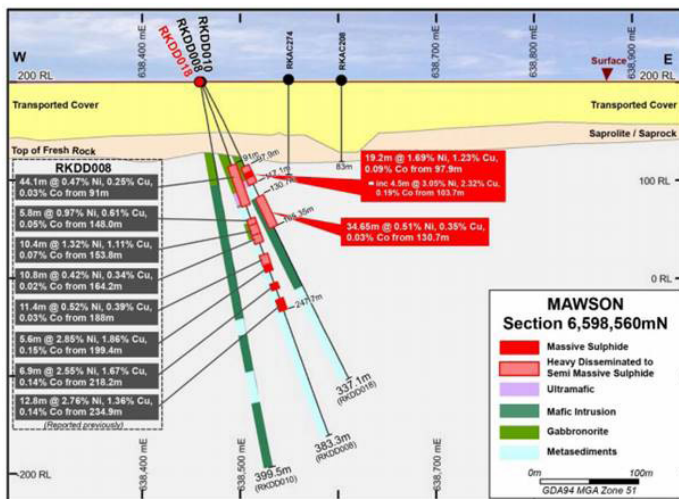 RKDD010
RKDD008
RKDD018
RKAC274
RKAC208
638,400 mE
638,700 mE
638,900 mE
W
E
Surface
200 RL
200 RL
Transported Cover
Transported Cover
Saprolite / Saprock
Top of Fresh Rock
83m
RKDD008
44.1m @ 0.47% Ni, 0.25% Cu,
0.03% Co from 91m
5.8m @ 0.97% Ni, 0.61% Cu,
0.05% Co from 148.0m
10.4m @ 1.32% Ni, 1.11% Cu,
0.07% Co from 153.8m
10.8m @ 0.42% Ni, 0.34% Cu,
0.02% Co from 164.2m
11.4m @ 0.52% Ni, 0.39% Cu,
0.03% Co from 188m
5.6m @ 2.85% Ni, 1.86% Cu,
0.15% Co from 199.4m
6.9m @ 2.55% Ni, 1.67% Cu,
0.14% Co from 218.2m
12.8m @ 2.76% Ni, 1.36% Cu,
0.14% Co from 234.9m
(Reported previously)
91m
97.9m
117.1m
130.7m
165.35m
247.7m
19.2m @ 1.69% Ni, 1.23% Cu,
0.09% Co from 97.9m
inc 4.5m @ 3.05% Ni, 2.32% Cu,
0.19% Co from 103.7m
34.65m @ 0.51% Ni, 0.35% Cu,
0.03% Co from 130.7m
100 RL
0 RL
337.1m
(RKDD018)
383.3m
(RKDD008)
399.5m
(RKDD010)
-200 RL
-200 RL
638,400 mE
638,500 mE
638,700 mE
MAWSON
Section 6,598,560mN
Massive Sulphide
Heavy Disseminated to
Semi Massive Sulphide
Ultramafic
Mafic Intrusion
Gabbronorite
Metasediments
0m
100m
GDA94 MGA Zone 51